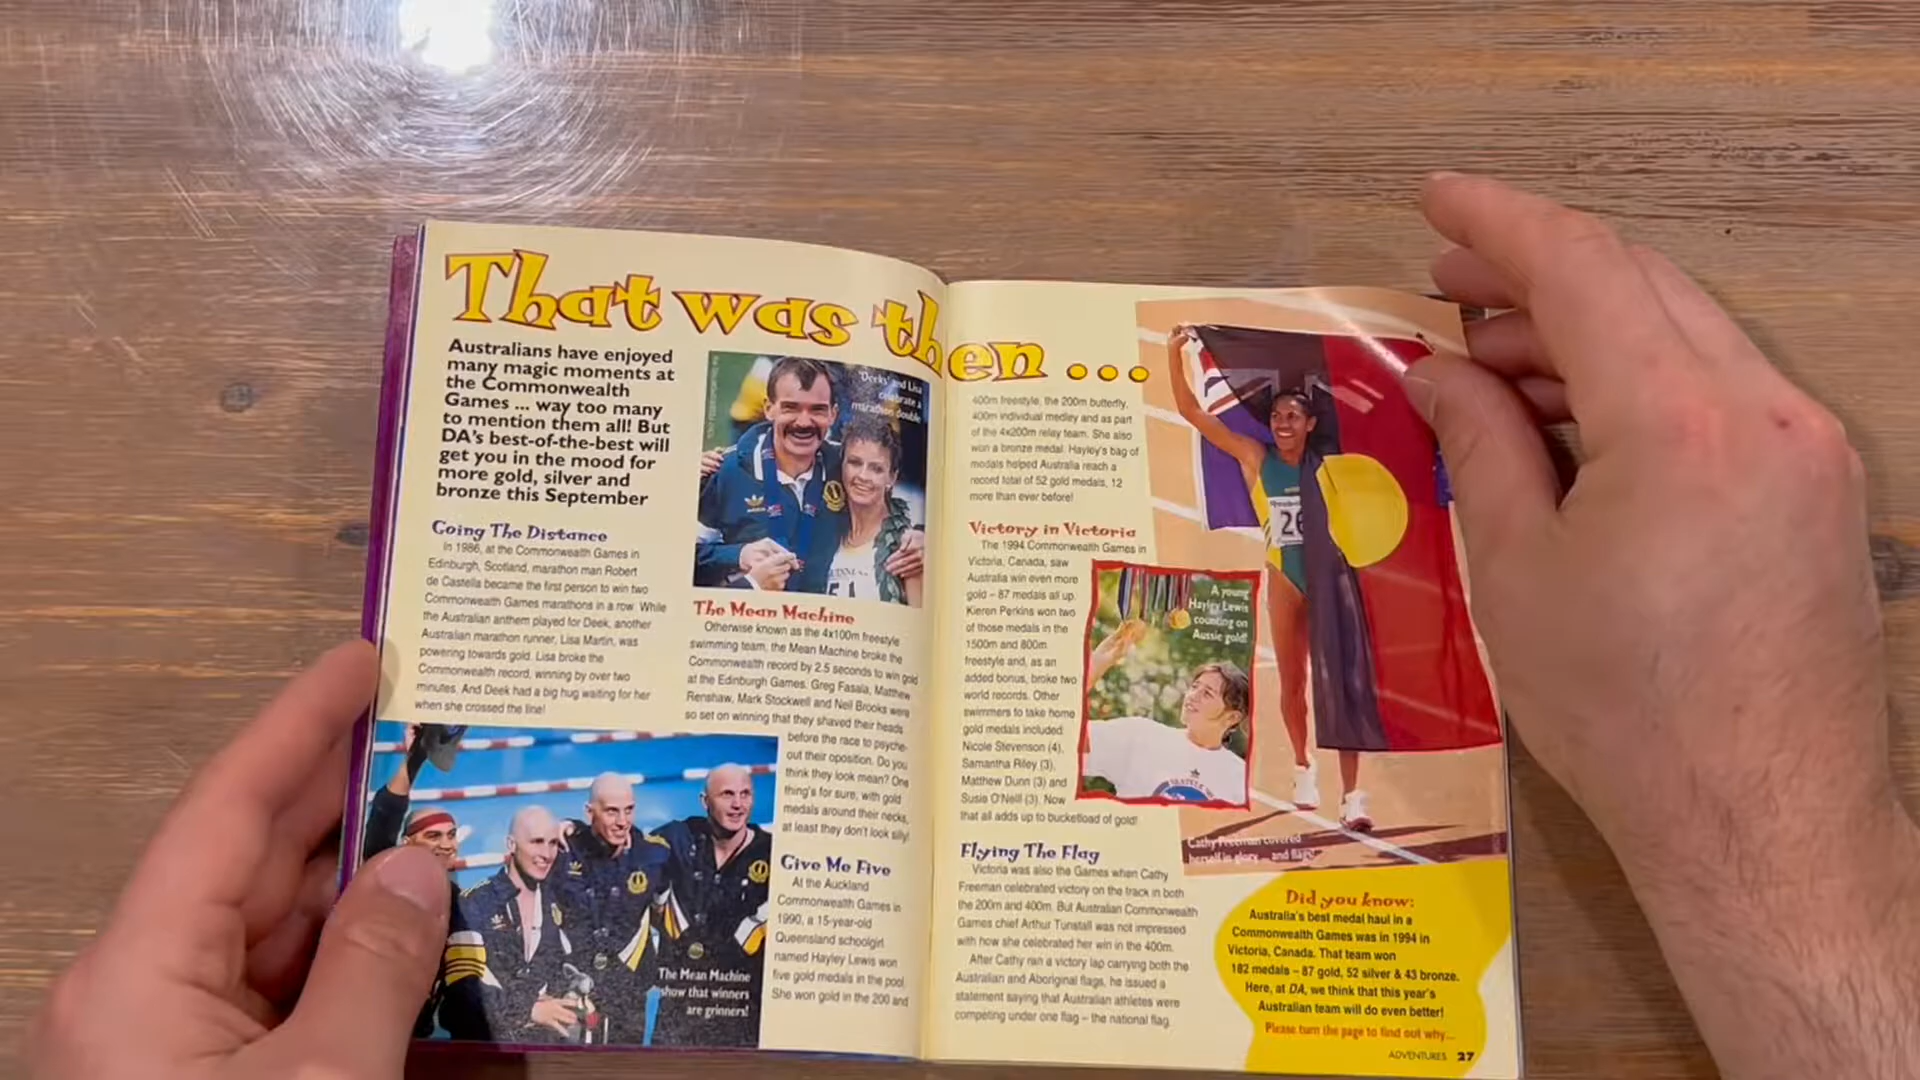 That was then ...
Australians have enjoyed
many magic moments at
the Commonwealth
Games ... way too many
to mention them all! But
DA's best-of-the-best will
get you in the mood for
more gold, silver and
bronze this September
Going The Distance
In 1986, at the Commonwealth Games in
Edinburgh, Scotland, marathon man Robert
de Castella became the first person to win two
Commonwealth Games marathons in a row. While
the Australian anthem played for Deek, another
Australian marathon runner, Lisa Martin, was
powering towards gold. Lisa broke the
Commonwealth record, winning by over two
minutes. And Deek had a big hug waiting for her
when she crossed the line!
'Deeks' and Lisa
celebrate a
marathon double
The Mean Machine
Otherwise known as the 4x100m freestyle
swimming team, the Mean Machine broke the
Commonwealth record by 2.5 seconds to win gold
at the Edinburgh Games. Greg Fasala, Matthew
Renshaw, Mark Stockwell and Neil Brooks were
so set on winning that they shaved their heads
before the race to psyche-
out their opposition. Do you
think they look mean? One
thing's for sure, with gold
medals around their necks,
at least they don't look silly!
The Mean Machine
show that winners
are grinners!
Give Me Five
At the Auckland
Commonwealth Games in
1990, a 15-year-old
Queensland schoolgirl
named Hayley Lewis won
five gold medals in the pool.
She won gold in the 200 and
400m freestyle, the 200m butterfly,
400m individual medley and as part
of the 4x200m relay team. She also
won a bronze medal. Hayley's bag of
medals helped Australia reach a
record total of 52 gold medals, 12
more than ever before!
Victory in Victoria
The 1994 Commonwealth Games in
Victoria, Canada, saw
Australia win even more
gold – 87 medals all up.
Kieren Perkins won two
of those medals in the
1500m and 800m
freestyle and, as an
added bonus, broke two
world records. Other
swimmers to take home
gold medals included
Nicole Stevenson (4),
Samantha Riley (3),
Matthew Dunn (3) and
Susie O'Neill (3). Now
that all adds up to bucketload of gold!
A young
Hayley Lewis
counting on
Aussie gold!
26
Cathy Freeman covered
herself in glory ... and flags!
Flying The Flag
Victoria was also the Games when Cathy
Freeman celebrated victory on the track in both
the 200m and 400m. But Australian Commonwealth
Games chief Arthur Tunstall was not impressed
with how she celebrated her win in the 400m.
After Cathy ran a victory lap carrying both the
Australian and Aboriginal flags, he issued a
statement saying that Australian athletes were
competing under one flag – the national flag.
Did you know:
Australia's best medal haul in a
Commonwealth Games was in 1994 in
Victoria, Canada. That team won
182 medals – 87 gold, 52 silver & 43 bronze.
Here, at DA, we think that this year's
Australian team will do even better!
Please turn the page to find out why...
ADVENTURES 27